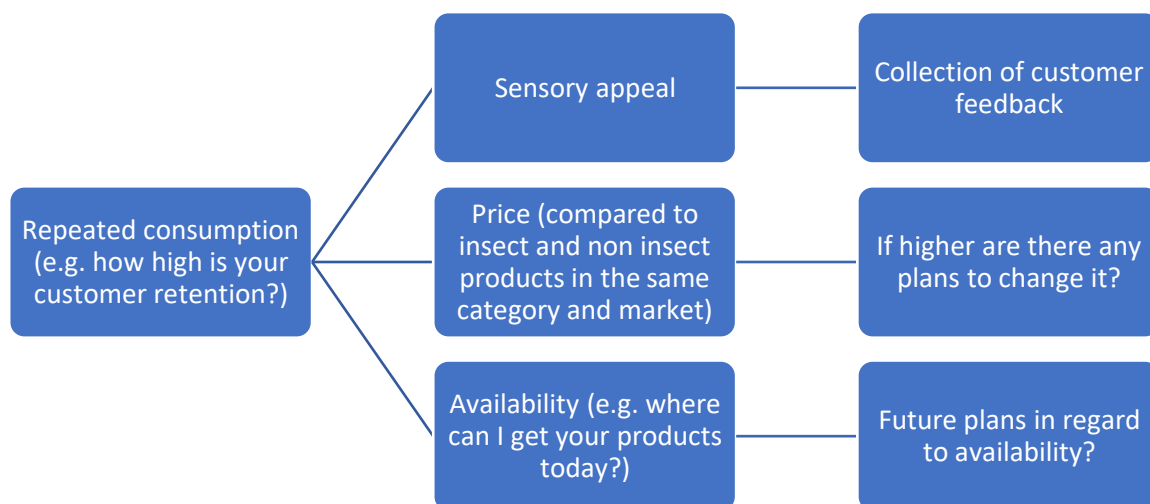 Repeated consumption
(e.g. how high is your
customer retention?)
Sensory appeal
Collection of customer
feedback
Price (compared to
insect and non insect
products in the same
category and market)
If higher are there any
plans to change it?
Availability (e.g. where
can I get your products
today?)
Future plans in regard
to availability?